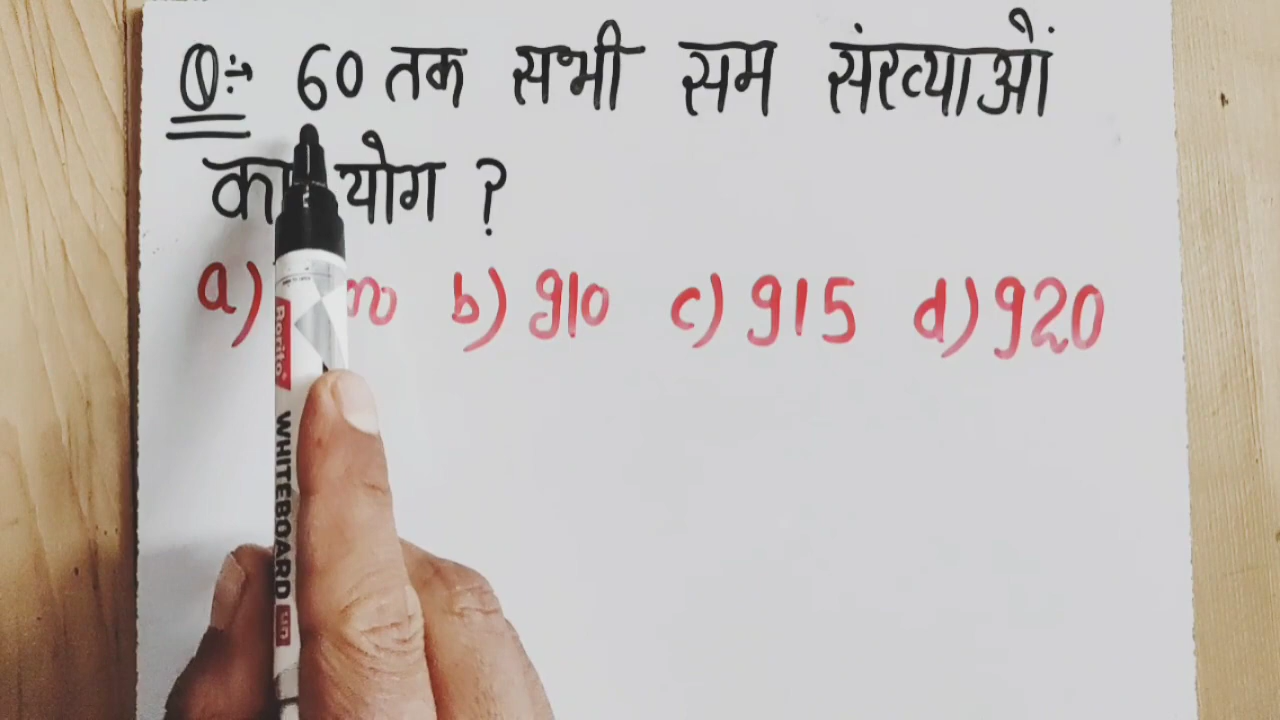 Q:→ 60 तक सभी सम संख्याओं
का योग ?
a) b) 910 c) 915 d) 920
Rorito
WHITEBOARD